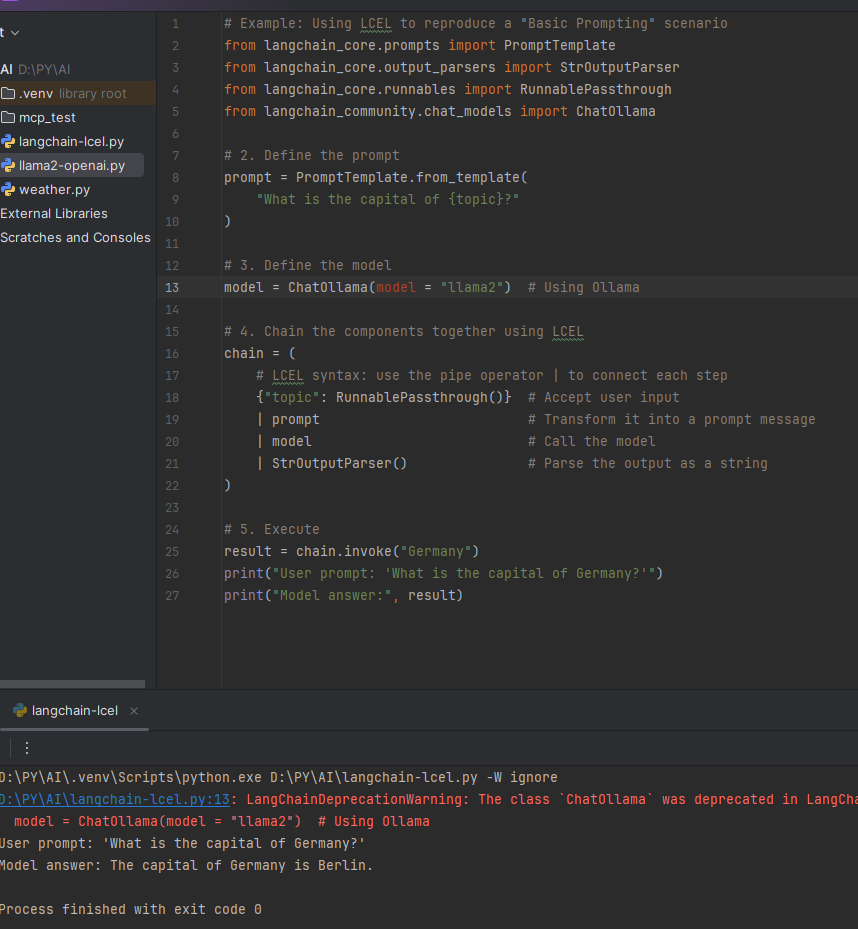 t
AI D:\PY\AI
.venv library root
mcp_test
langchain-lcel.py
llama2-openai.py
weather.py
External Libraries
Scratches and Consoles
1 # Example: Using LCEL to reproduce a "Basic Prompting" scenario
2 from langchain_core.prompts import PromptTemplate
3 from langchain_core.output_parsers import StrOutputParser
4 from langchain_core.runnables import RunnablePassthrough
5 from langchain_community.chat_models import ChatOllama
6
7 # 2. Define the prompt
8 prompt = PromptTemplate.from_template(
9     "What is the capital of {topic}?"
10 )
11
12 # 3. Define the model
13 model = ChatOllama(model = "llama2")  # Using Ollama
14
15 # 4. Chain the components together using LCEL
16 chain = (
17     # LCEL syntax: use the pipe operator | to connect each step
18     {"topic": RunnablePassthrough()}  # Accept user input
19     | prompt                          # Transform it into a prompt message
20     | model                           # Call the model
21     | StrOutputParser()               # Parse the output as a string
22 )
23
24 # 5. Execute
25 result = chain.invoke("Germany")
26 print("User prompt: 'What is the capital of Germany?'")
27 print("Model answer:", result)
langchain-lcel
D:\PY\AI\.venv\Scripts\python.exe D:\PY\AI\langchain-lcel.py -W ignore
D:\PY\AI\langchain-lcel.py:13: LangChainDeprecationWarning: The class `ChatOllama` was deprecated in LangCha
  model = ChatOllama(model = "llama2")  # Using Ollama
User prompt: 'What is the capital of Germany?'
Model answer: The capital of Germany is Berlin.
Process finished with exit code 0